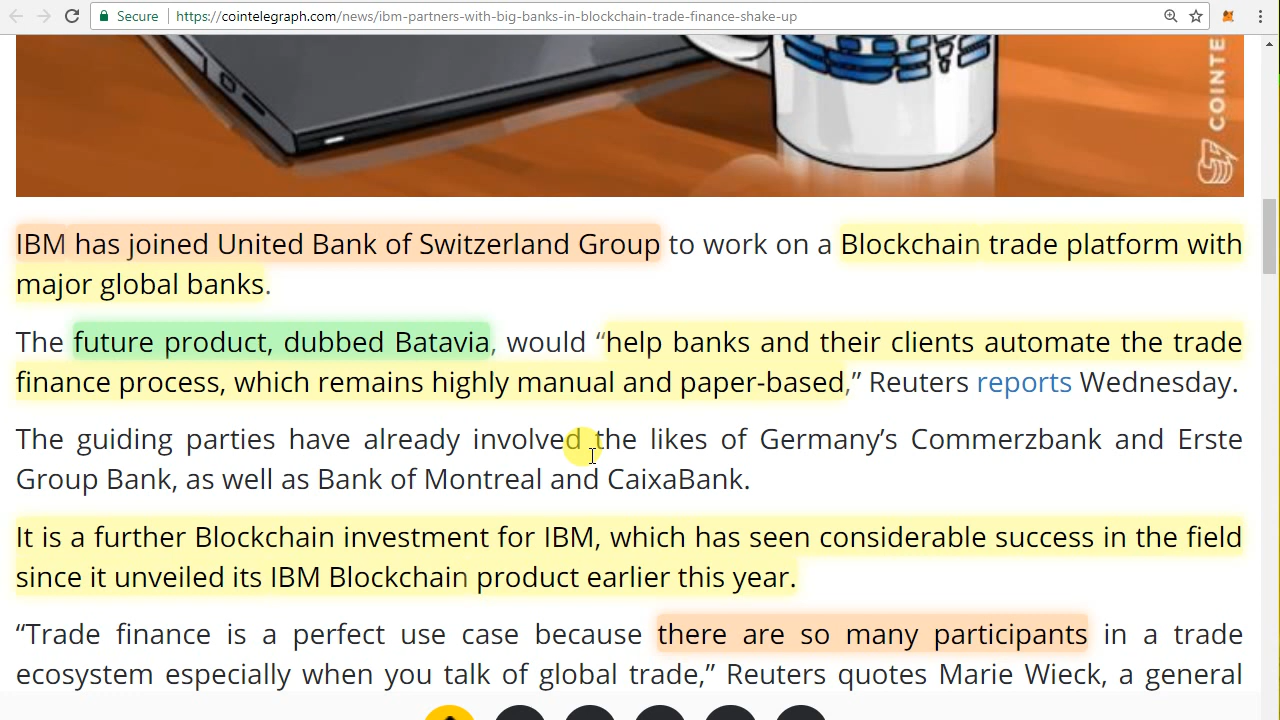 Secure https://cointelegraph.com/news/ibm-partners-with-big-banks-in-blockchain-trade-finance-shake-up
COINTE
IBM has joined United Bank of Switzerland Group to work on a Blockchain trade platform with
major global banks.
The future product, dubbed Batavia, would “help banks and their clients automate the trade
finance process, which remains highly manual and paper-based,” Reuters reports Wednesday.
The guiding parties have already involved the likes of Germany’s Commerzbank and Erste
Group Bank, as well as Bank of Montreal and CaixaBank.
It is a further Blockchain investment for IBM, which has seen considerable success in the field
since it unveiled its IBM Blockchain product earlier this year.
“Trade finance is a perfect use case because there are so many participants in a trade
ecosystem especially when you talk of global trade,” Reuters quotes Marie Wieck, a general